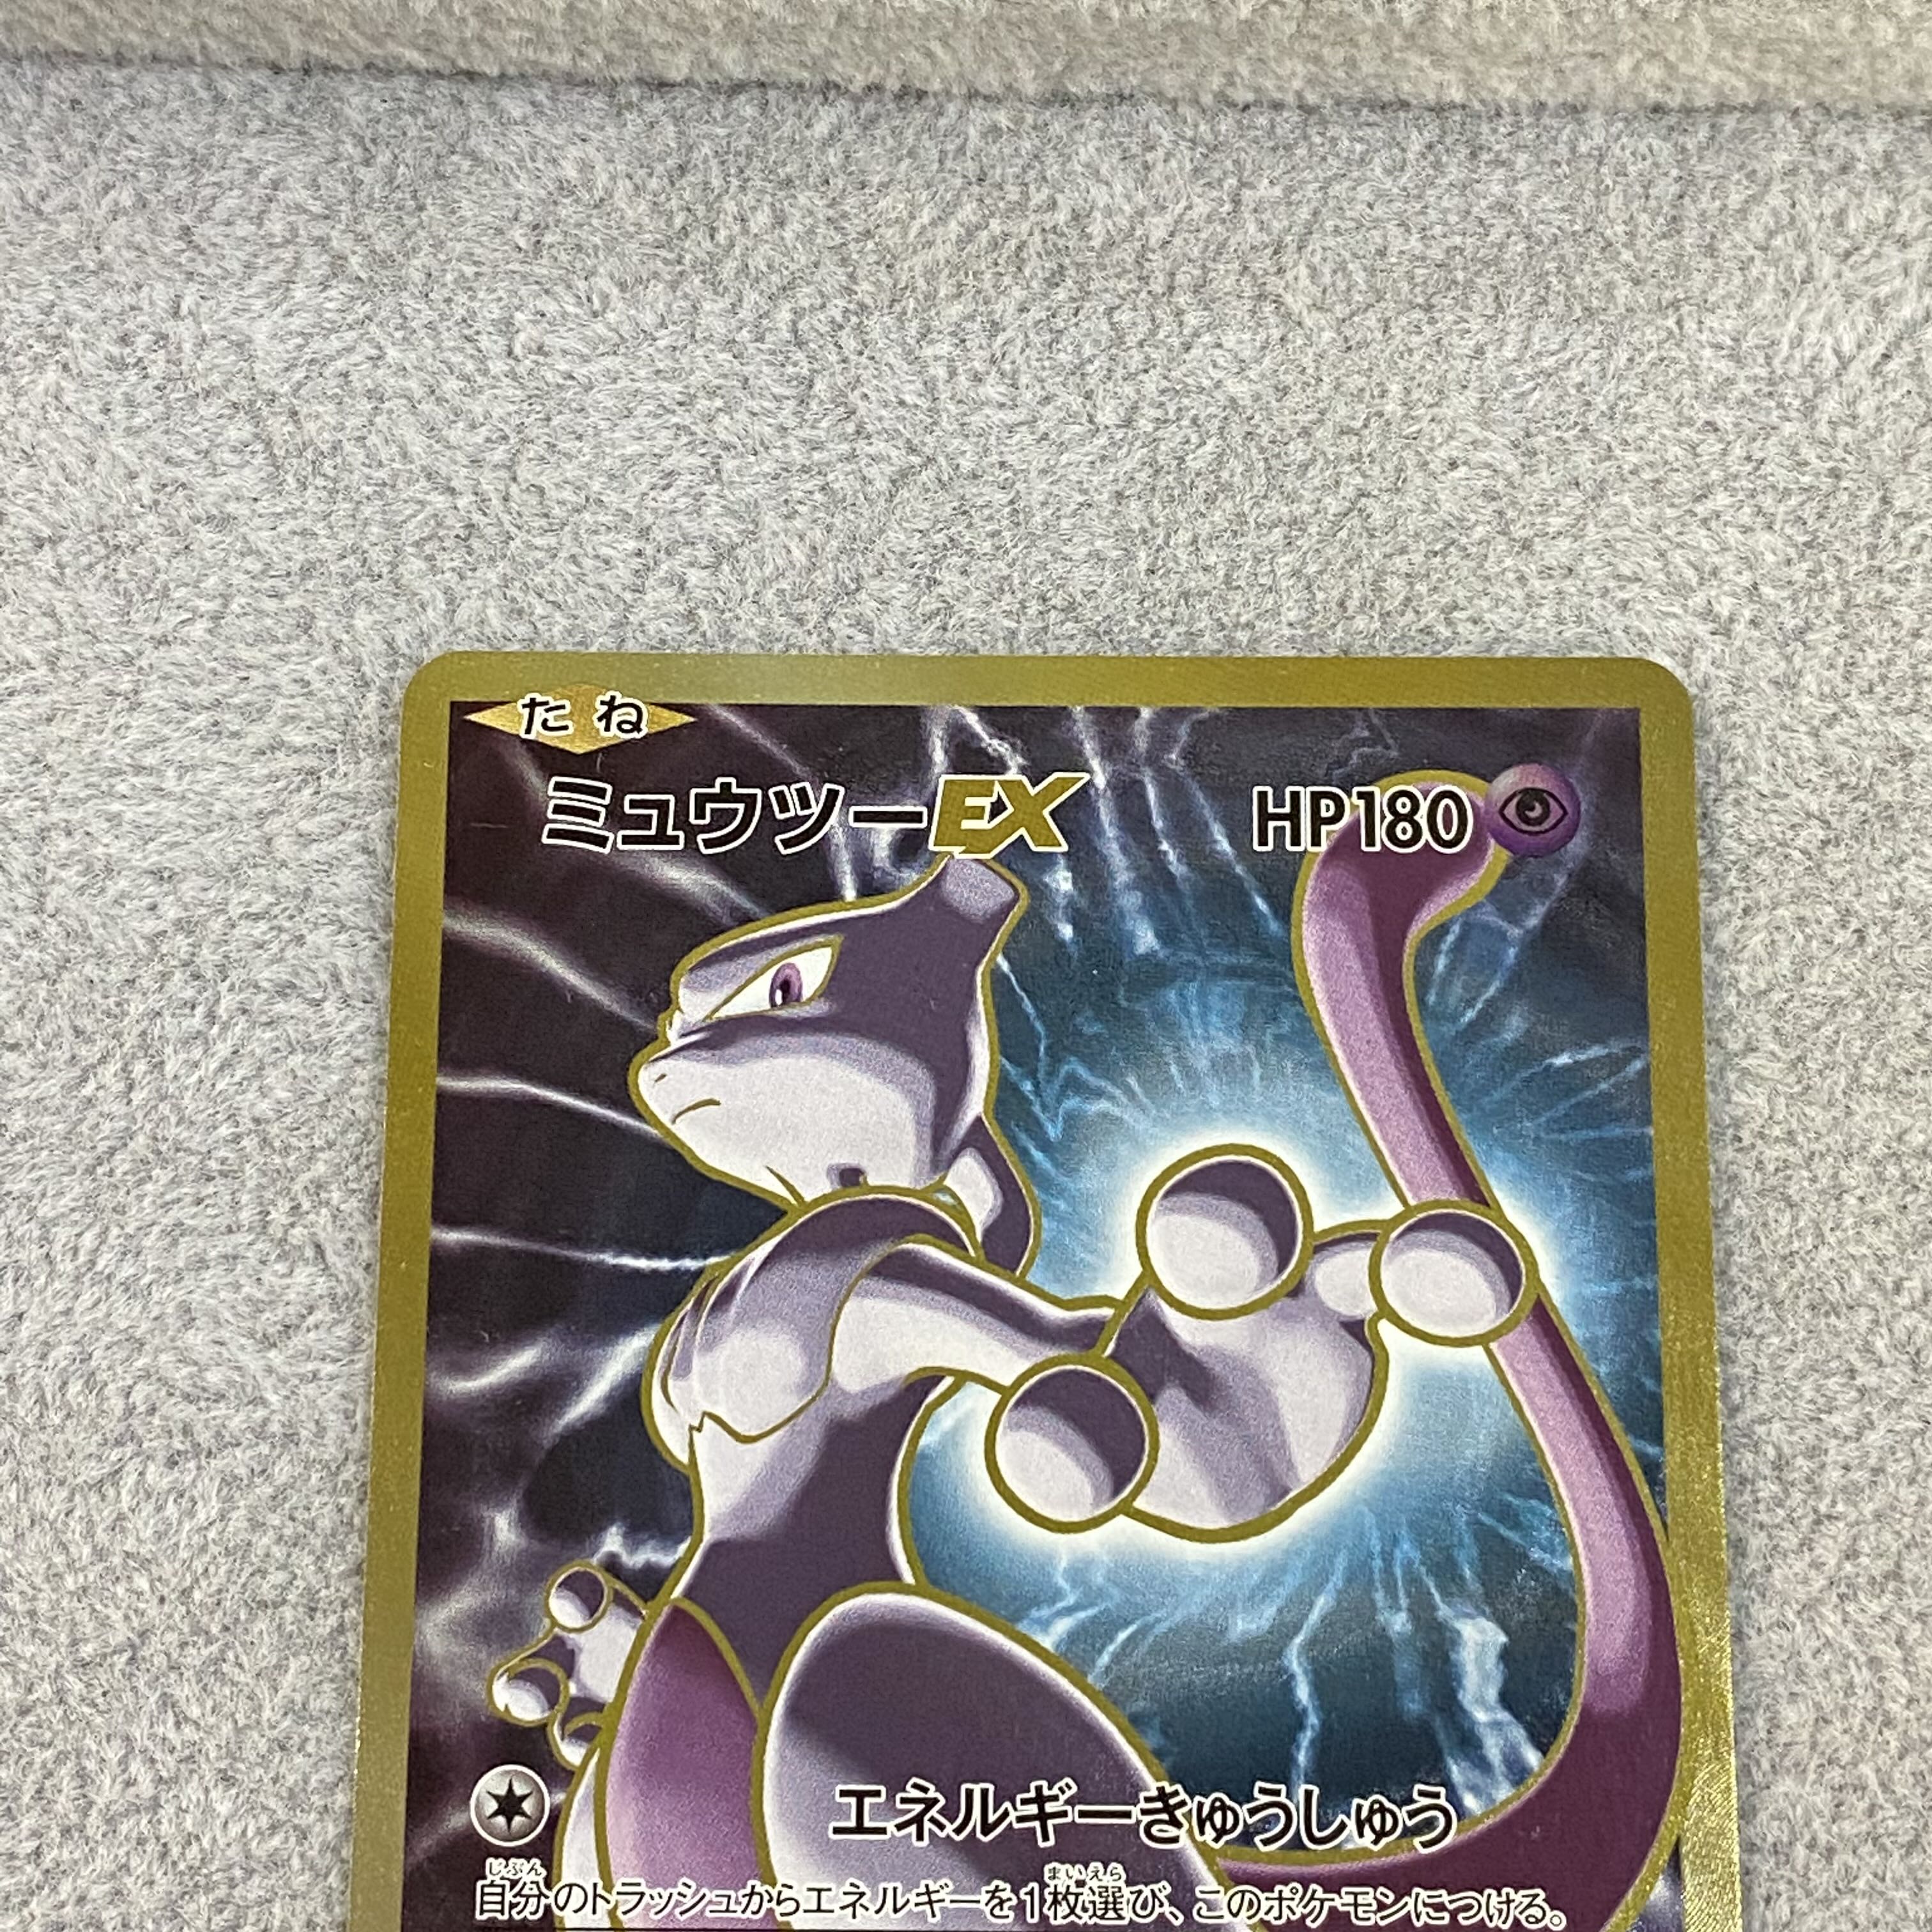 たね
ミュウツーEX HP180
エネルギーきゅうしゅう
じぶん まいえら
自分のトラッシュからエネルギーを1枚選び、このポケモンにつける。